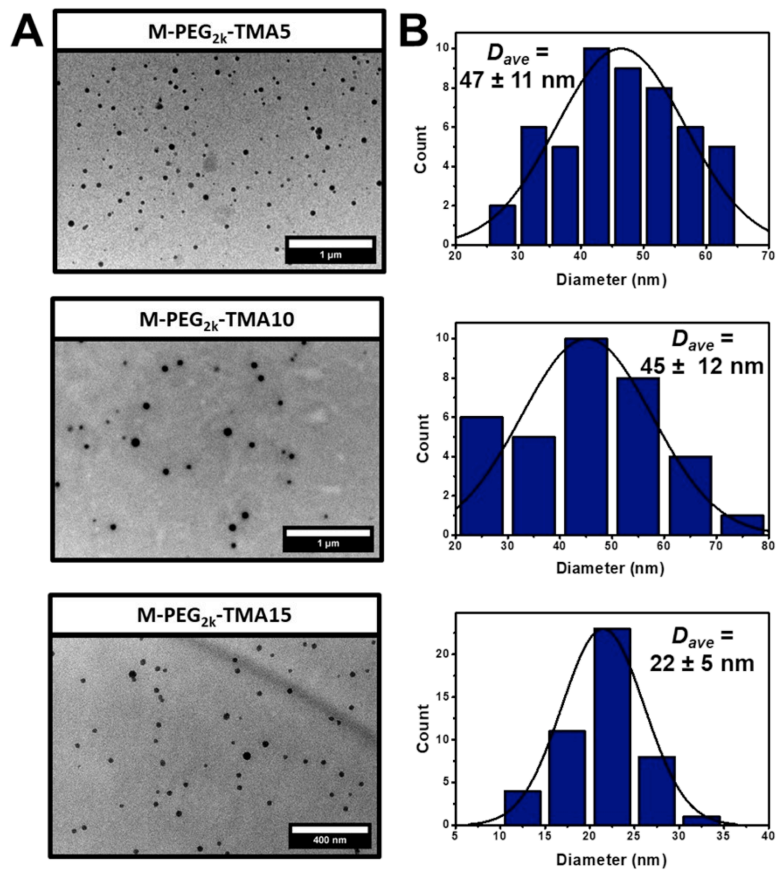 A
M-PEG2k-TMA5
1 µm
B
Dave =
47 ± 11 nm
Count
10
8
6
4
2
0
20 30 40 50 60 70
Diameter (nm)
M-PEG2k-TMA10
1 µm
Dave =
45 ± 12 nm
Count
10
8
6
4
2
0
20 30 40 50 60 70 80
Diameter (nm)
M-PEG2k-TMA15
400 nm
Dave =
22 ± 5 nm
Count
20
15
10
5
0
5 10 15 20 25 30 35 40
Diameter (nm)